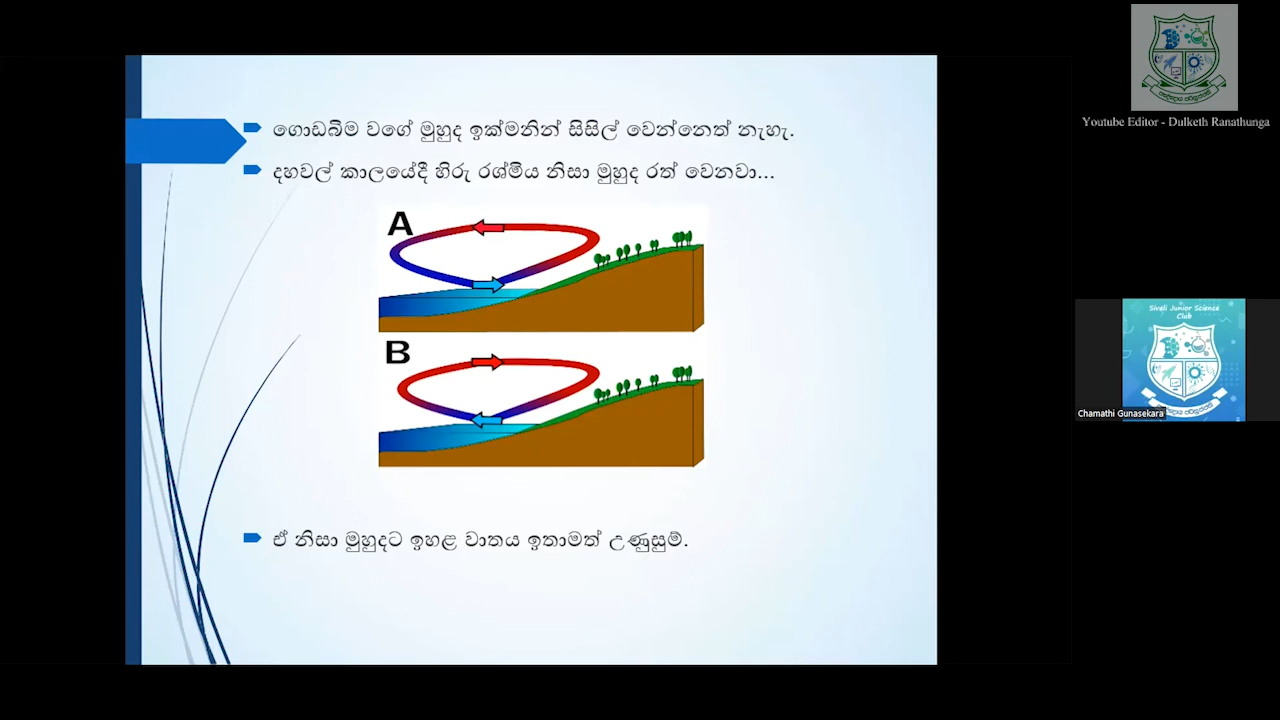 Youtube Editor - Dulketh Ranathunga
ගොඩබිම වගේ මුහුද ඉක්මනින් සිසිල් වෙන්නෙත් නැහැ.
දහවල් කාලයේදී හිරු රශ්මිය නිසා මුහුද රත් වෙනවා...
A
B
ඒ නිසා මුහුදට ඉහළ වාතය ඉතාමත් උණුසුම්.
Siveli Junior Science
Club
Chamathi Gunasekara